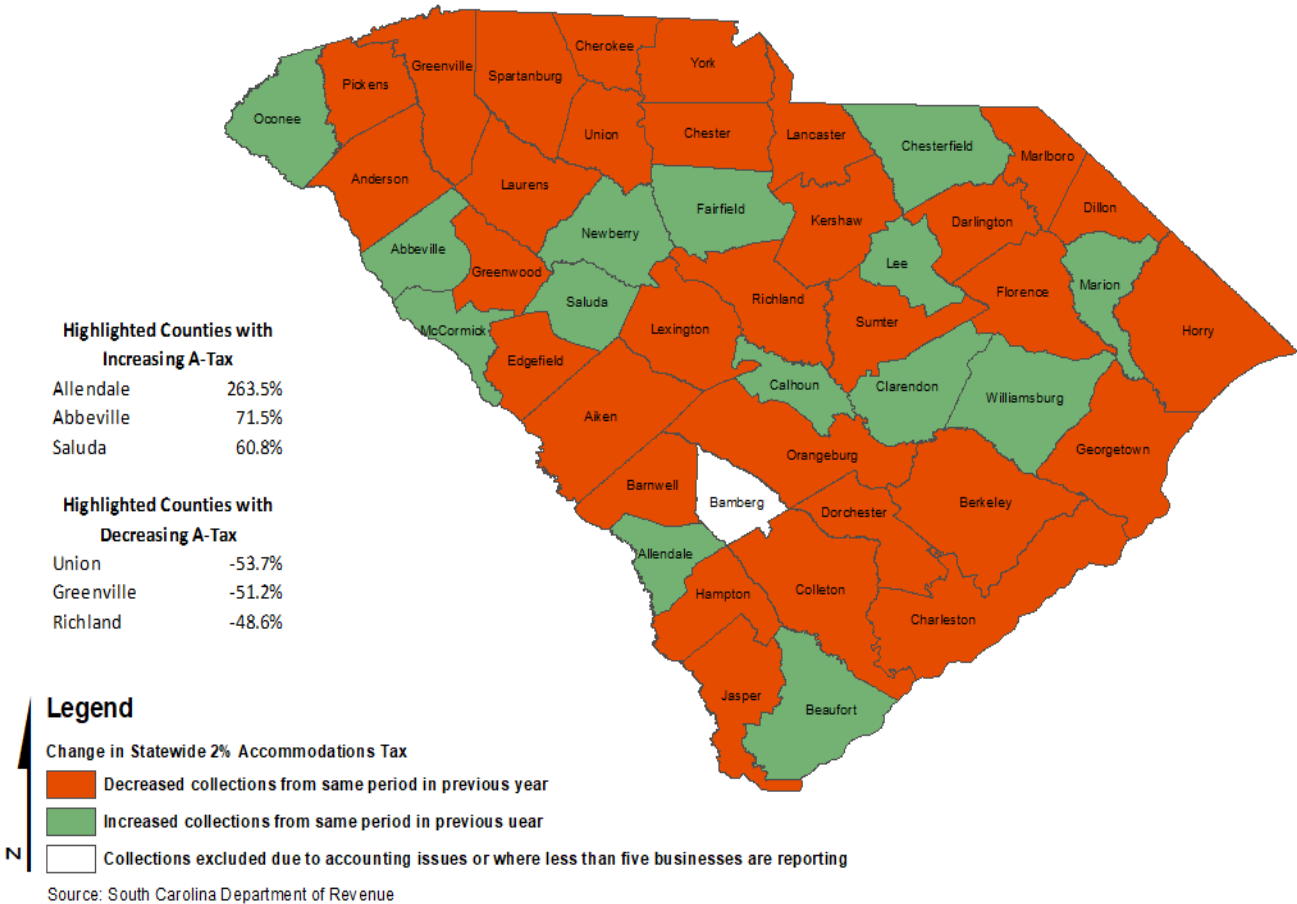 Cherokee
York
Greenville
Spartanburg
Pickens
Oconee
Union
Chester
Lancaster
Chesterfield
Marlboro
Anderson
Laurens
Fairfield
Kershaw
Darlington
Dillon
Newberry
Abbeville
Greenwood
Lee
Marion
Saluda
Richland
Florence
McCormick
Lexington
Sumter
Horry
Edgefield
Calhoun
Clarendon
Williamsburg
Aiken
Orangeburg
Georgetown
Barnwell
Bamberg
Berkeley
Dorchester
Allendale
Hampton
Colleton
Charleston
Jasper
Beaufort
Highlighted Counties with
Increasing A-Tax
Allendale 263.5%
Abbeville 71.5%
Saluda 60.8%
Highlighted Counties with
Decreasing A-Tax
Union -53.7%
Greenville -51.2%
Richland -48.6%
Legend
Change in Statewide 2% Accommodations Tax
Decreased collections from same period in previous year
Increased collections from same period in previous uear
Collections excluded due to accounting issues or where less than five businesses are reporting
N
Source: South Carolina Department of Revenue